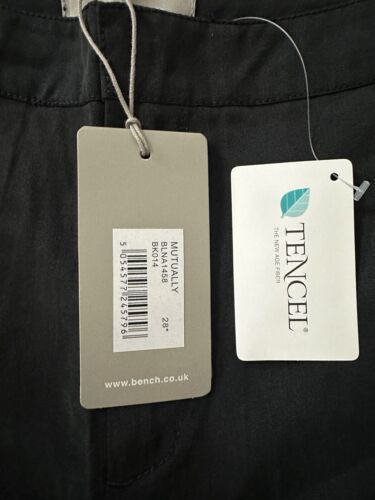 MUTUALLY
BLNA1458
BK014
28"
5 054577 245796
www.bench.co.uk
TENCEL®
THE NEW AGE FIBER